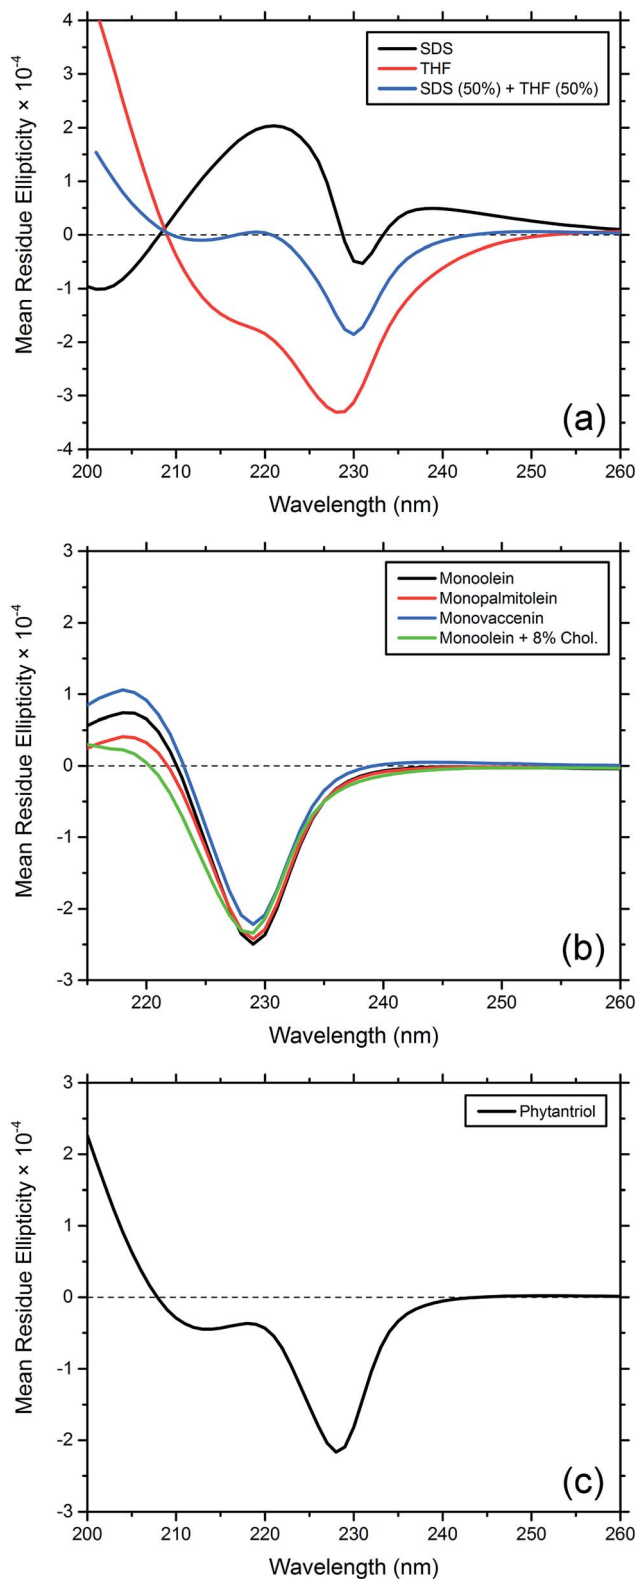 Mean Residue Ellipticity × 10⁻⁴
4
3
2
1
0
-1
-2
-3
-4
SDS
THF
SDS (50%) + THF (50%)
(a)
200 210 220 230 240 250 260
Wavelength (nm)
Mean Residue Ellipticity × 10⁻⁴
3
2
1
0
-1
-2
-3
Monoolein
Monopalmitolein
Monovaccenin
Monoolein + 8% Chol.
(b)
220 230 240 250 260
Wavelength (nm)
Mean Residue Ellipticity × 10⁻⁴
3
2
1
0
-1
-2
-3
Phytantriol
(c)
200 210 220 230 240 250 260
Wavelength (nm)